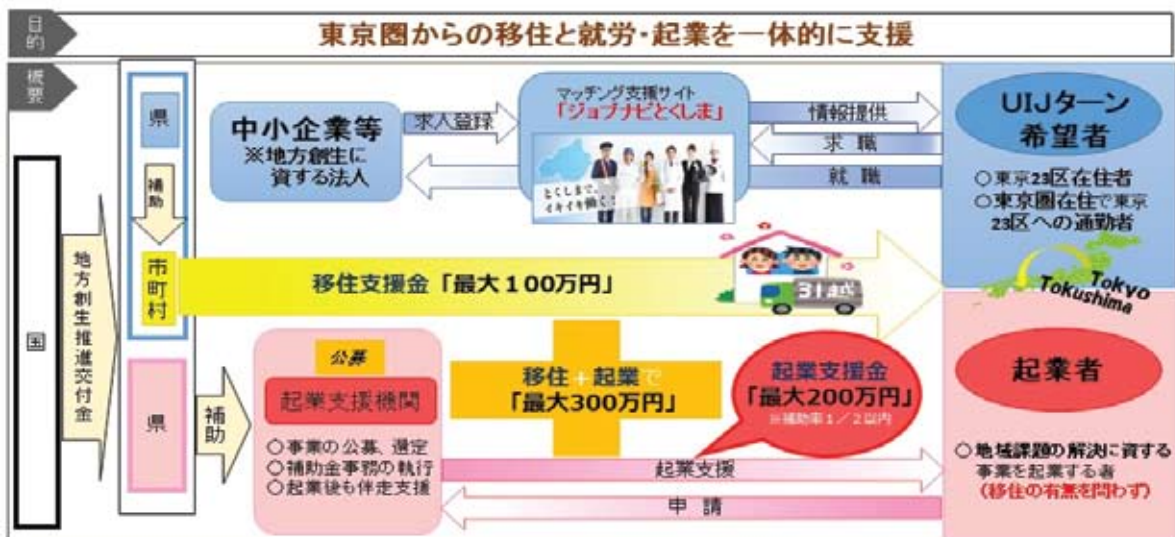 目的
東京圏からの移住と就労・起業を一体的に支援
概要
国
地方創生推進交付金
県
補助
市町村
中小企業等
※地方創生に
資する法人
求人登録
マッチング支援サイト
「ジョブナビとくしま」
とくしまで、
イキイキ働く!
情報提供
求職
就職
UIJターン
希望者
○東京23区在住者
○東京圏在住で東京
23区への通勤者
移住支援金「最大100万円」
Tokyo
Tokushima
県
補助
公募
起業支援機関
○事業の公募、選定
○補助金事務の執行
○起業後も伴走支援
移住+起業で
「最大300万円」
起業支援金
「最大200万円」
※補助率1/2以内
起業支援
申請
起業者
○地域課題の解決に資する
事業を起業する者
(移住の有無を問わず)